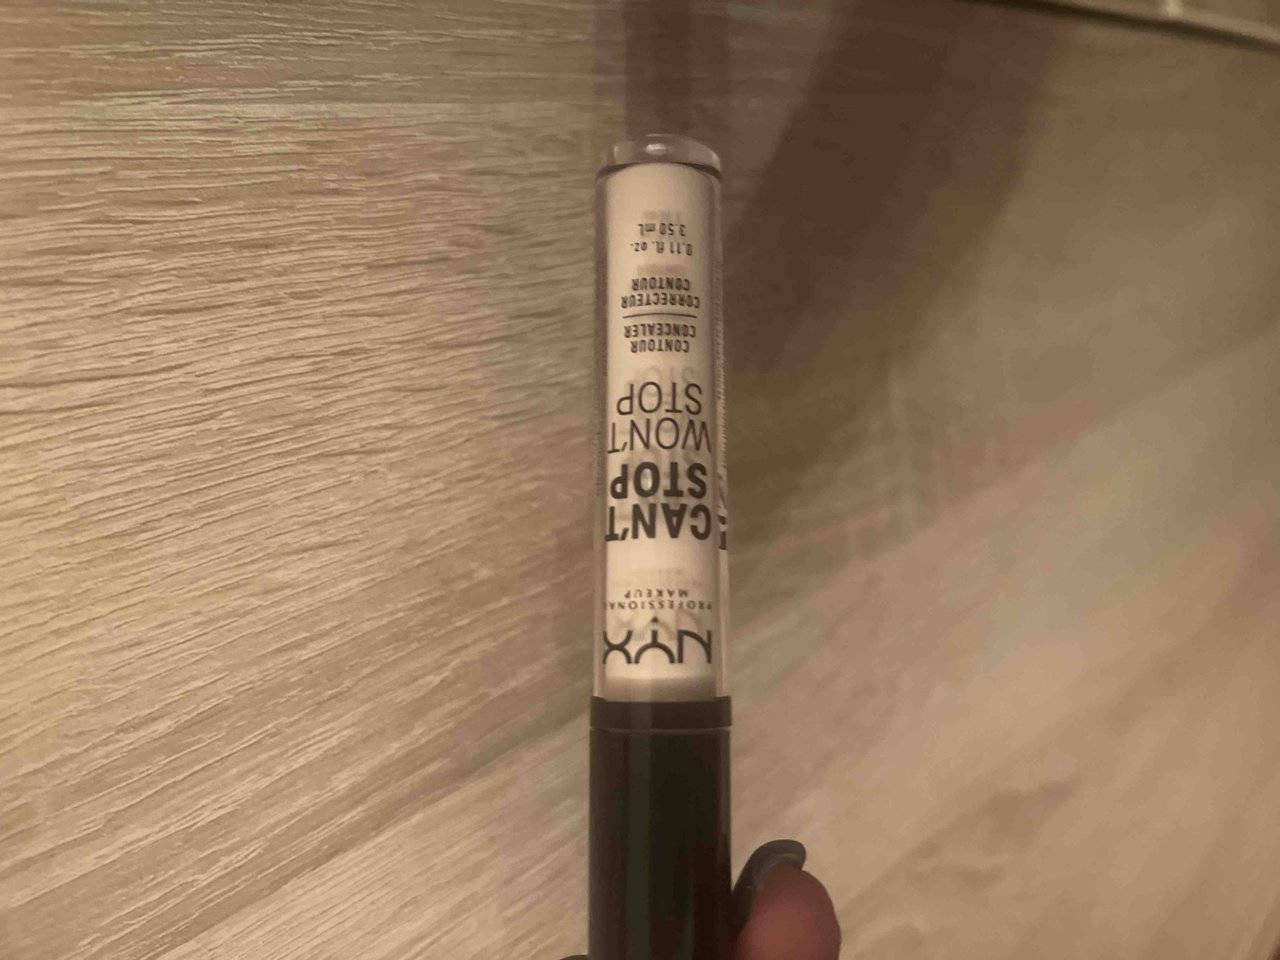 NYX
PROFESSIONAL
MAKEUP
CAN'T
STOP
WON'T
STOP
CONTOUR
CONCEALER
CORRECTEUR
CONTOUR
0.11 fl. oz.
3.50 mL